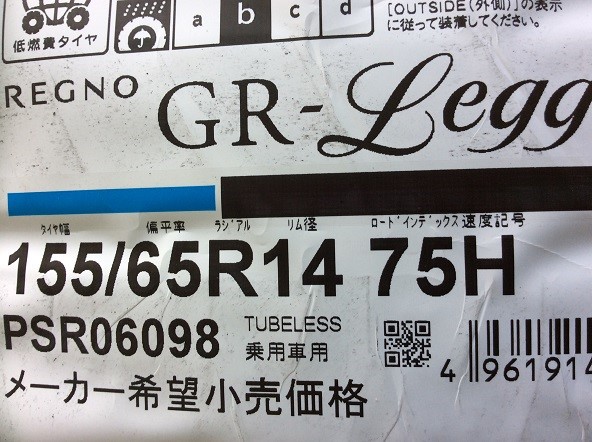 低燃費タイヤ
a b c d
[OUTSIDE(外側)]の表示
に従って装着してください。
REGNO GR-Legg
タイヤ幅 偏平率 ラジアル リム径 ロードインデックス 速度記号
155/65R14 75H
PSR06098 TUBELESS
乗用車用
4 961914
メーカー希望小売価格